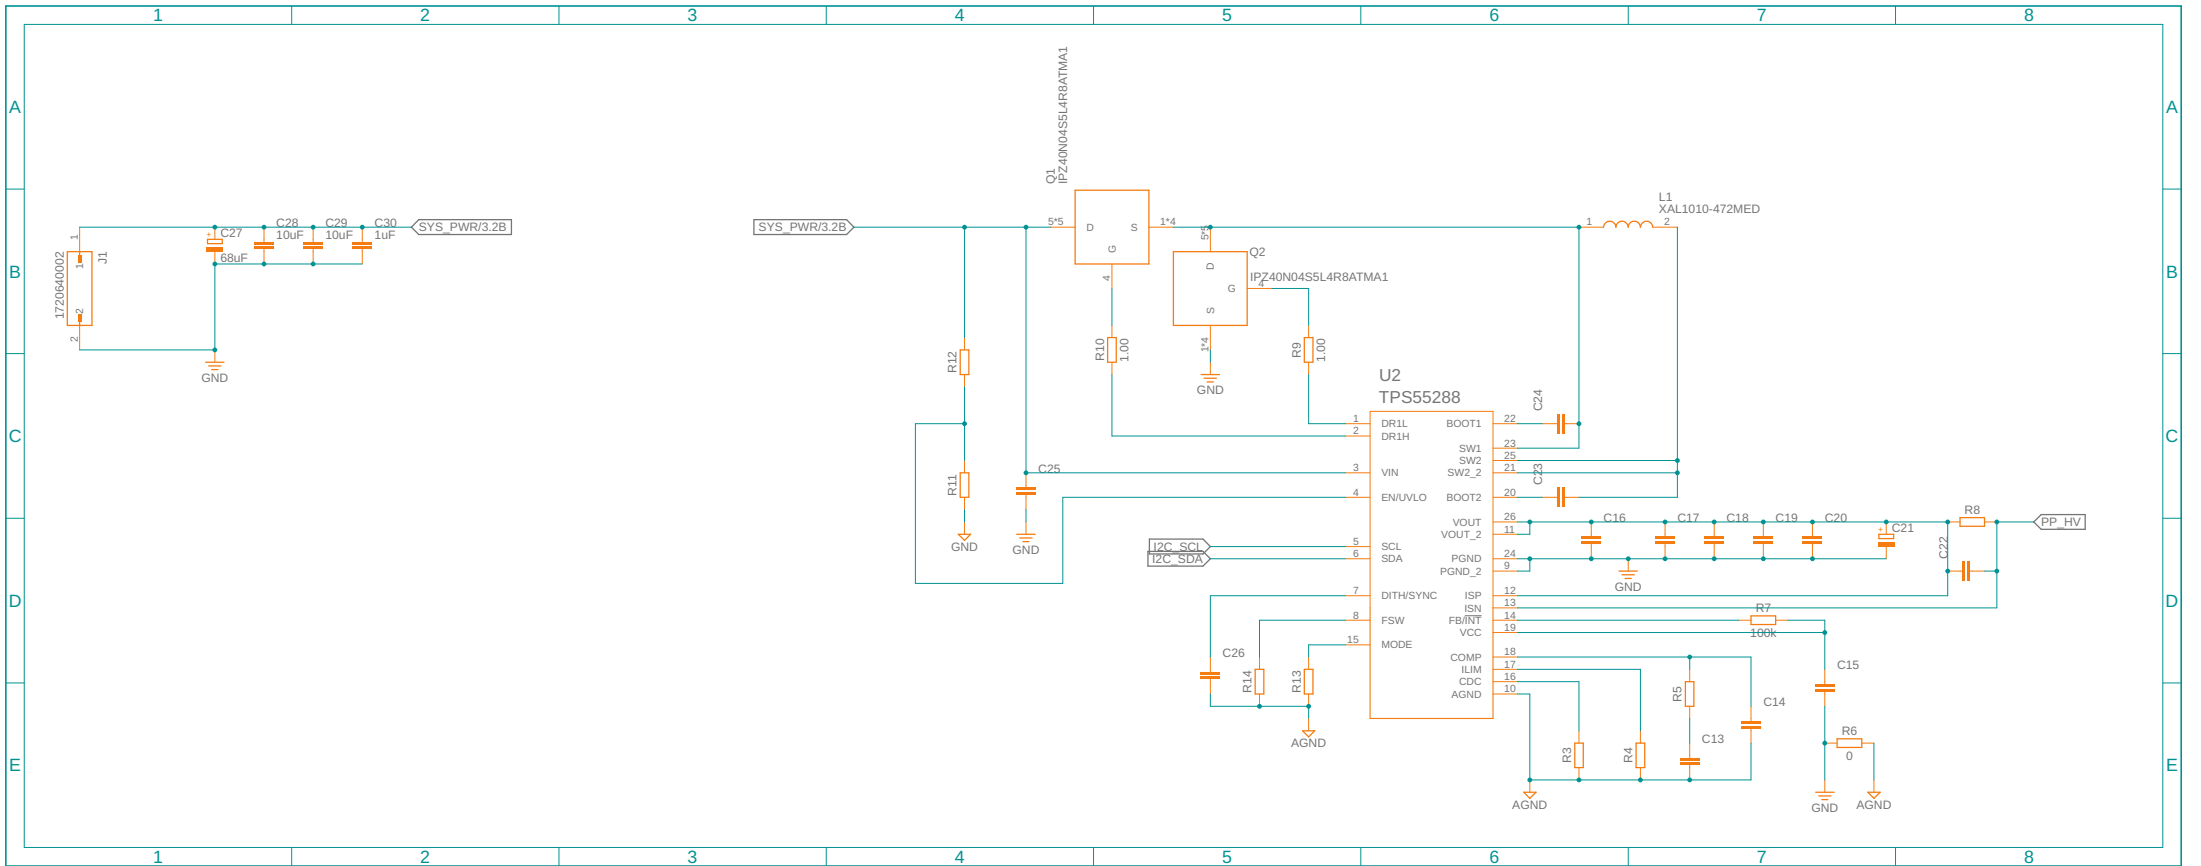 1 2 3 4 5 6 7 8
A A
B B
C C
D D
E E
1 2 3 4 5 6 7 8
J1
1720640002
1
1
2
2
C27
68uF
C28
10uF
C29
10uF
C30
1uF
SYS_PWR/3.2B
GND
SYS_PWR/3.2B
Q1
IPZ40N04S5L4R8ATMA1
5*5 D S 1*4
G
4
5*5
Q2
IPZ40N04S5L4R8ATMA1
D
G 4
S
1*4
GND
R10
1.00
R9
1.00
R12
R11
GND
C25
GND
L1
XAL1010-472MED
1 2
U2
TPS55288
1 DR1L BOOT1 22
2 DR1H
SW1 23
SW2 25
3 VIN SW2_2 21
4 EN/UVLO BOOT2 20
VOUT 26
VOUT_2 11
5 SCL
6 SDA PGND 24
PGND_2 9
7 DITH/SYNC ISP 12
ISN 13
8 FSW FB/INT 14
VCC 19
15 MODE
COMP 18
ILIM 17
CDC 16
AGND 10
I2C_SCL
I2C_SDA
C24
C23
C16 C17 C18 C19 C20 C21
GND
R8
C22
PP_HV
R7
100k
C26
R14
R13
AGND
R3
R4
R5
C13
C14
AGND
C15
R6
0
GND
AGND